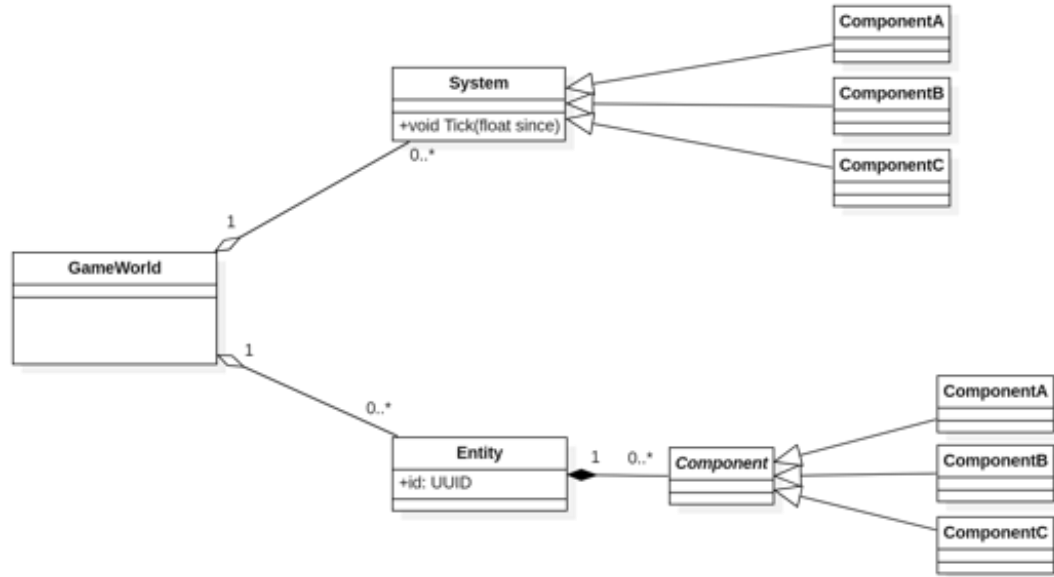 ComponentA
System
ComponentB
+void Tick(float since)
0..*
ComponentC
1
GameWorld
1
0..*
ComponentA
Entity
1
0..*
Component
ComponentB
+id: UUID
ComponentC